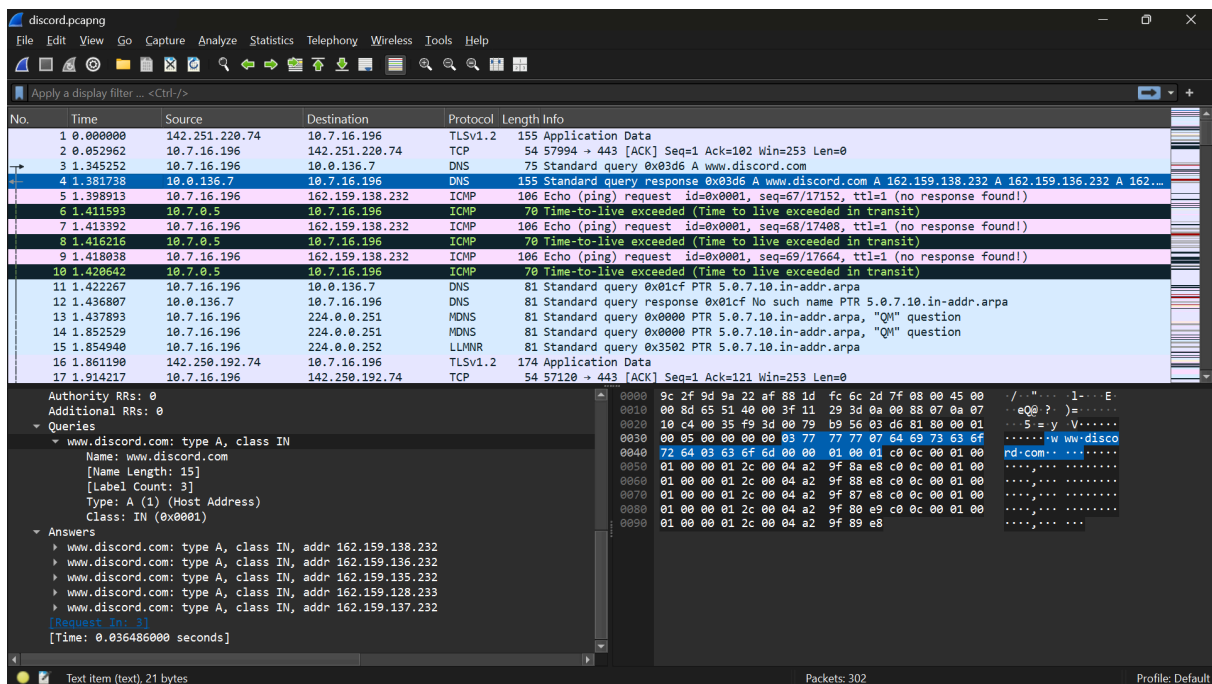 discord.pcapng
File Edit View Go Capture Analyze Statistics Telephony Wireless Tools Help
Apply a display filter ... <Ctrl-/>
No. Time Source Destination Protocol Length Info
1 0.000000 142.251.220.74 10.7.16.196 TLSv1.2 155 Application Data
2 0.052962 10.7.16.196 142.251.220.74 TCP 54 57994 → 443 [ACK] Seq=1 Ack=102 Win=253 Len=0
3 1.345252 10.7.16.196 10.0.136.7 DNS 75 Standard query 0x03d6 A www.discord.com
4 1.381738 10.0.136.7 10.7.16.196 DNS 155 Standard query response 0x03d6 A www.discord.com A 162.159.138.232 A 162.159.136.232 A 162....
5 1.398913 10.7.16.196 162.159.138.232 ICMP 106 Echo (ping) request id=0x0001, seq=67/17152, ttl=1 (no response found!)
6 1.411593 10.7.0.5 10.7.16.196 ICMP 70 Time-to-live exceeded (Time to live exceeded in transit)
7 1.413392 10.7.16.196 162.159.138.232 ICMP 106 Echo (ping) request id=0x0001, seq=68/17408, ttl=1 (no response found!)
8 1.416216 10.7.0.5 10.7.16.196 ICMP 70 Time-to-live exceeded (Time to live exceeded in transit)
9 1.418038 10.7.16.196 162.159.138.232 ICMP 106 Echo (ping) request id=0x0001, seq=69/17664, ttl=1 (no response found!)
10 1.420642 10.7.0.5 10.7.16.196 ICMP 70 Time-to-live exceeded (Time to live exceeded in transit)
11 1.422267 10.7.16.196 10.0.136.7 DNS 81 Standard query 0x01cf PTR 5.0.7.10.in-addr.arpa
12 1.436807 10.0.136.7 10.7.16.196 DNS 81 Standard query response 0x01cf No such name PTR 5.0.7.10.in-addr.arpa
13 1.437893 10.7.16.196 224.0.0.251 MDNS 81 Standard query 0x0000 PTR 5.0.7.10.in-addr.arpa, "QM" question
14 1.852529 10.7.16.196 224.0.0.251 MDNS 81 Standard query 0x0000 PTR 5.0.7.10.in-addr.arpa, "QM" question
15 1.854940 10.7.16.196 224.0.0.252 LLMNR 81 Standard query 0x3502 PTR 5.0.7.10.in-addr.arpa
16 1.861190 142.250.192.74 10.7.16.196 TLSv1.2 174 Application Data
17 1.914217 10.7.16.196 142.250.192.74 TCP 54 57120 → 443 [ACK] Seq=1 Ack=121 Win=253 Len=0
Authority RRs: 0
Additional RRs: 0
Queries
www.discord.com: type A, class IN
Name: www.discord.com
[Name Length: 15]
[Label Count: 3]
Type: A (1) (Host Address)
Class: IN (0x0001)
Answers
www.discord.com: type A, class IN, addr 162.159.138.232
www.discord.com: type A, class IN, addr 162.159.136.232
www.discord.com: type A, class IN, addr 162.159.135.232
www.discord.com: type A, class IN, addr 162.159.128.233
www.discord.com: type A, class IN, addr 162.159.137.232
[Request In: 3]
[Time: 0.036486000 seconds]
0000 9c 2f 9d 9a 22 af 88 1d fc 6c 2d 7f 08 00 45 00 ·/··"··· ·l-···E·
0010 00 8d 65 51 40 00 3f 11 29 3d 0a 00 88 07 0a 07 ··eQ@·?· )=······
0020 10 c4 00 35 f9 3d 00 79 b9 56 03 d6 81 80 00 01 ···5·=·y ·V······
0030 00 05 00 00 00 00 03 77 77 77 07 64 69 73 63 6f ·······w ww·disco
0040 72 64 03 63 6f 6d 00 00 01 00 01 c0 0c 00 01 00 rd·com·· ········
0050 01 00 00 01 2c 00 04 a2 9f 8a e8 c0 0c 00 01 00 ····,··· ········
0060 01 00 00 01 2c 00 04 a2 9f 88 e8 c0 0c 00 01 00 ····,··· ········
0070 01 00 00 01 2c 00 04 a2 9f 87 e8 c0 0c 00 01 00 ····,··· ········
0080 01 00 00 01 2c 00 04 a2 9f 80 e9 c0 0c 00 01 00 ····,··· ········
0090 01 00 00 01 2c 00 04 a2 9f 89 e8 ····,··· ···
Text item (text), 21 bytes
Packets: 302
Profile: Default